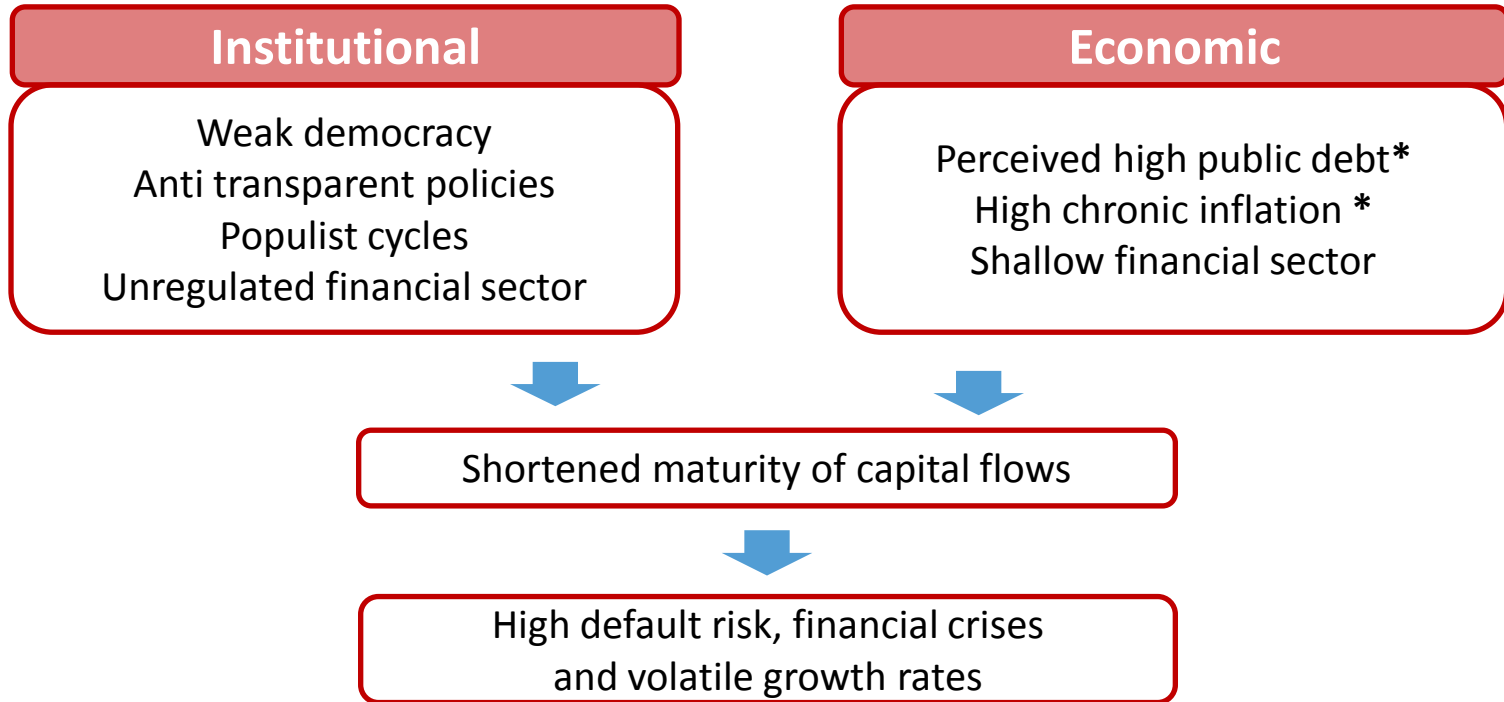 Institutional
Weak democracy
Anti transparent policies
Populist cycles
Unregulated financial sector
Economic
Perceived high public debt*
High chronic inflation *
Shallow financial sector
Shortened maturity of capital flows
High default risk, financial crises
and volatile growth rates